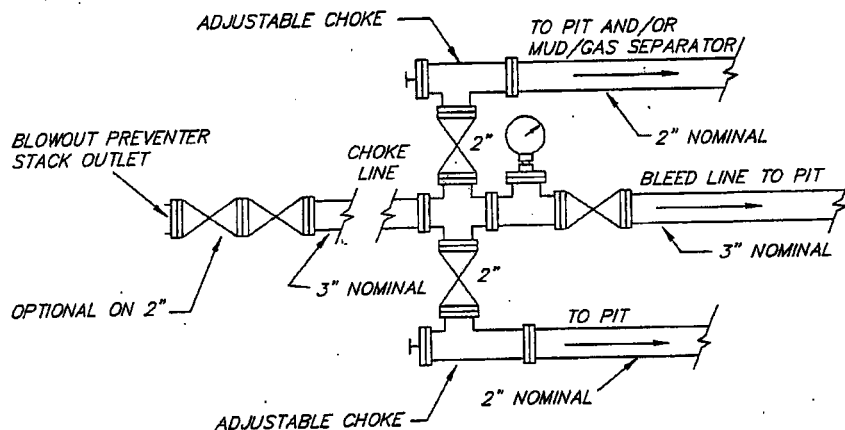 ADJUSTABLE CHOKE
TO PIT AND/OR
MUD/GAS SEPARATOR
2" NOMINAL
BLOWOUT PREVENTER
STACK OUTLET
CHOKE
LINE
2"
BLEED LINE TO PIT
3" NOMINAL
3" NOMINAL
OPTIONAL ON 2"
2"
TO PIT
2" NOMINAL
ADJUSTABLE CHOKE